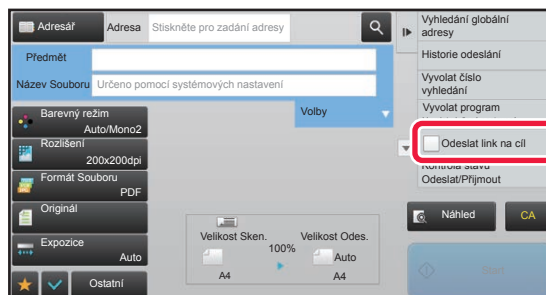 Adresář
Adresa
Stiskněte pro zadání adresy
Předmět
Název Souboru
Určeno pomocí systémových nastavení
Volby
Barevný režim
Auto/Mono2
Rozlišení
200x200dpi
Formát Souboru
PDF
Originál
Expozice
Auto
Ostatní
Velikost Sken.
100%
Velikost Odes.
A4
Auto
A4
Vyhledání globální
adresy
Historie odeslání
Vyvolat číslo
vyhledání
Vyvolat program
Odeslat link na cíl
Kontrola stavu
Odeslat/Přijmout
Náhled
CA
Start